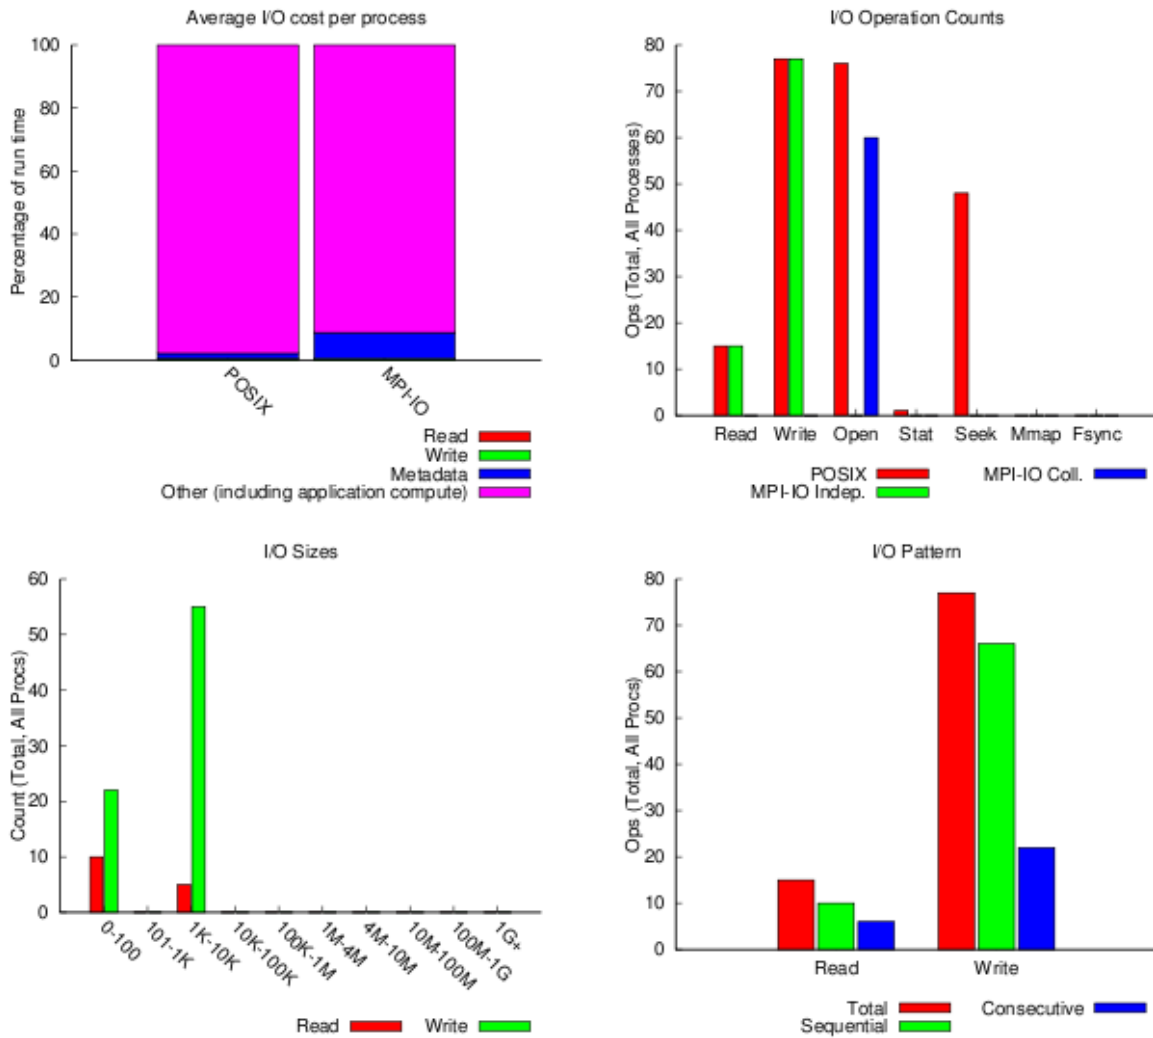 Average I/O cost per process
Percentage of run time
100
80
60
40
20
0
POSIX
MPI-IO
Read
Write
Metadata
Other (including application compute)
I/O Operation Counts
Ops (Total, All Processes)
80
70
60
50
40
30
20
10
0
Read Write Open Stat Seek Mmap Fsync
POSIX MPI-IO Coll.
MPI-IO Indep.
I/O Sizes
Count (Total, All Procs)
60
50
40
30
20
10
0
0-100
101-1K
1K-10K
10K-100K
100K-1M
1M-4M
4M-10M
10M-100M
100M-1G
1G+
Read Write
I/O Pattern
Ops (Total, All Procs)
80
70
60
50
40
30
20
10
0
Read Write
Total Consecutive
Sequential